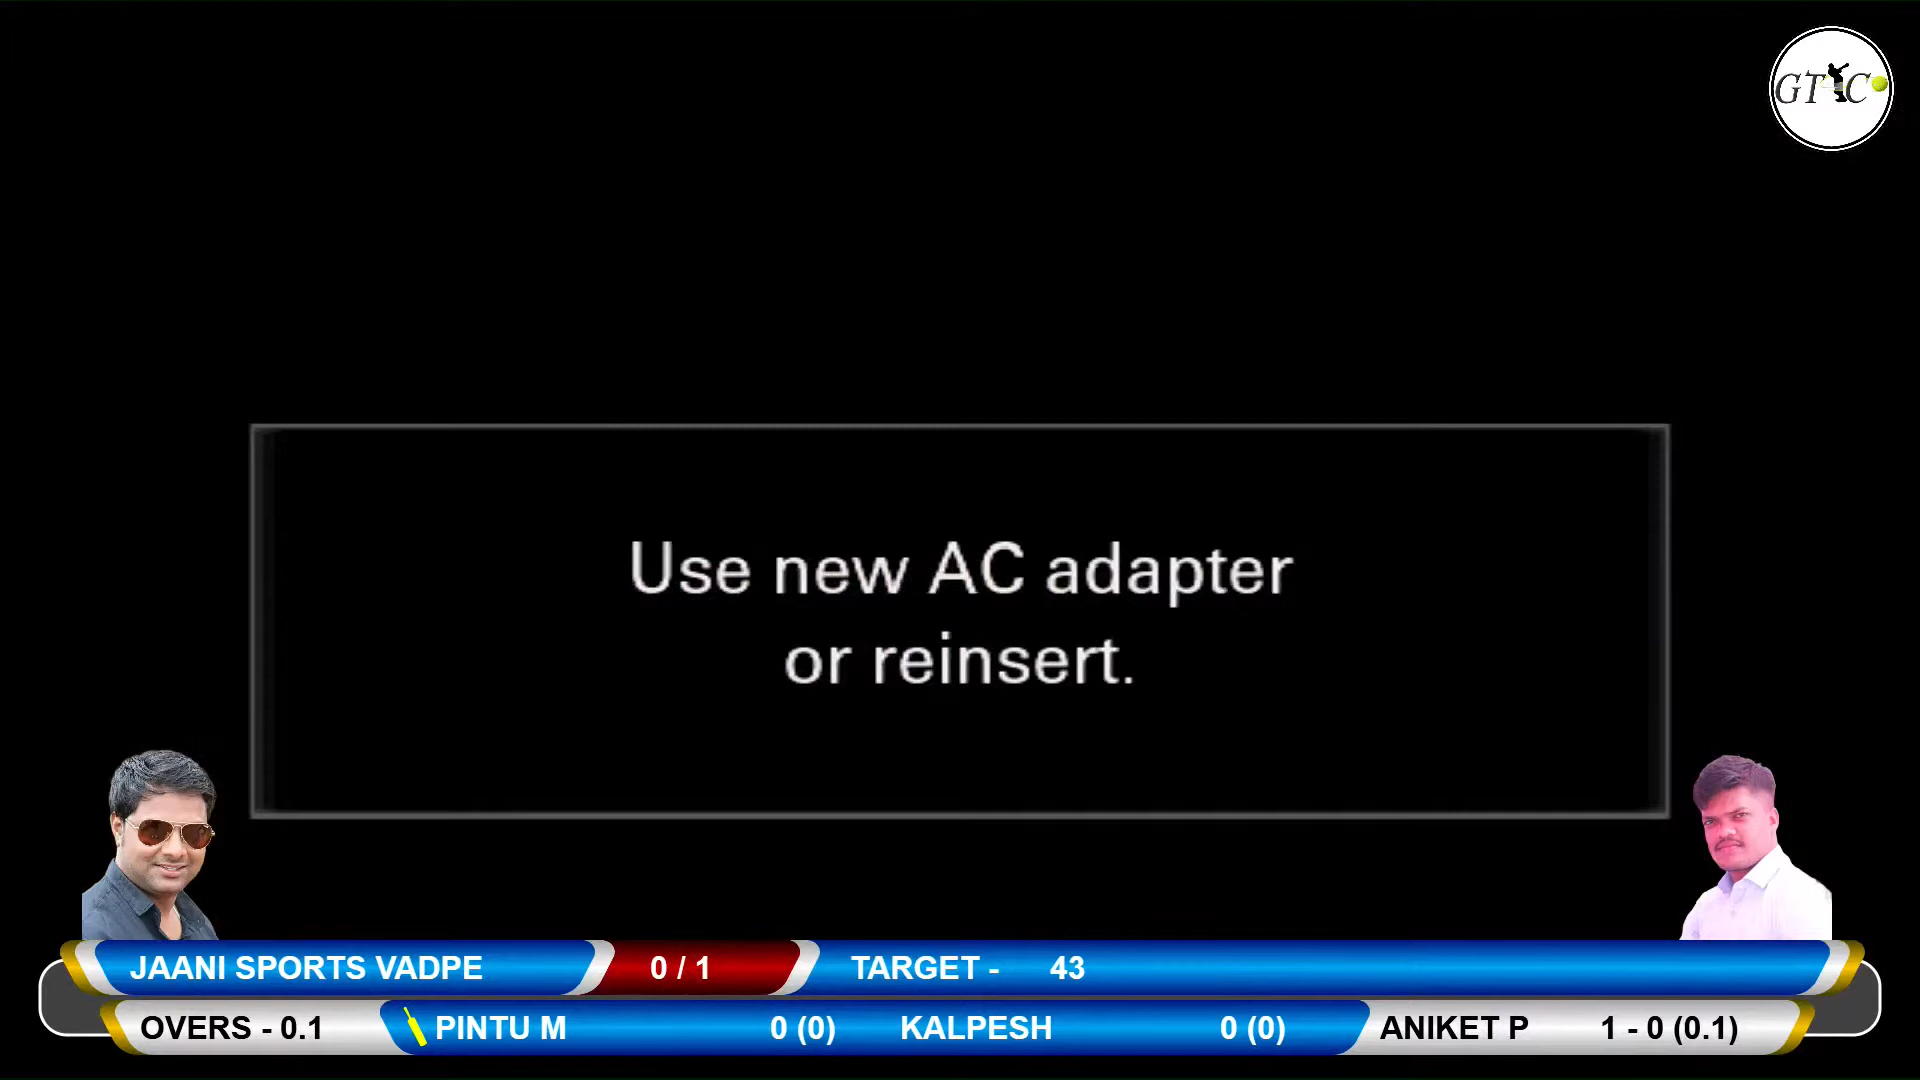 GTC
Use new AC adapter
or reinsert.
JAANI SPORTS VADPE 0 / 1 TARGET - 43
OVERS - 0.1 PINTU M 0 (0) KALPESH 0 (0) ANIKET P 1 - 0 (0.1)